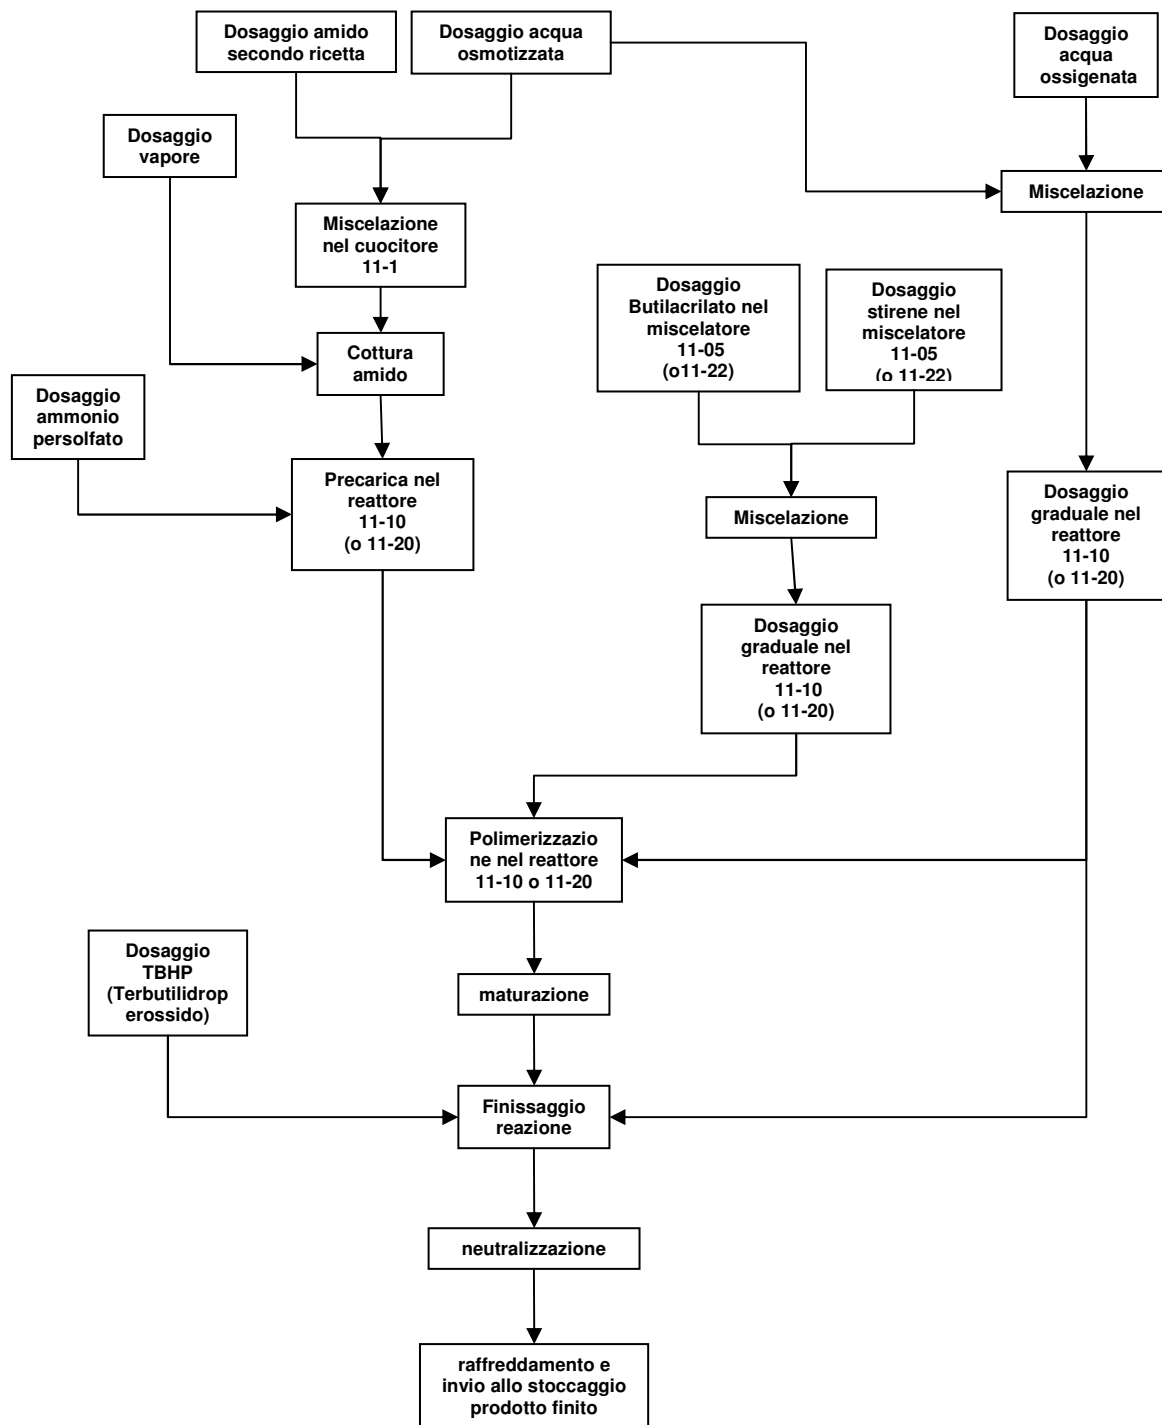 Dosaggio amido
secondo ricetta
Dosaggio acqua
osmotizzata
Dosaggio
acqua
ossigenata
Dosaggio
vapore
Miscelazione
Miscelazione
nel cuocitore
11-1
Dosaggio
Butilacrilato nel
miscelatore
11-05
(o11-22)
Dosaggio
stirene nel
miscelatore
11-05
(o 11-22)
Cottura
amido
Dosaggio
ammonio
persolfato
Precarica nel
reattore
11-10
(o 11-20)
Miscelazione
Dosaggio
graduale nel
reattore
11-10
(o 11-20)
Dosaggio
graduale nel
reattore
11-10
(o 11-20)
Polimerizzazio
ne nel reattore
11-10 o 11-20
Dosaggio
TBHP
(Terbutilidrop
erossido)
maturazione
Finissaggio
reazione
neutralizzazione
raffreddamento e
invio allo stoccaggio
prodotto finito